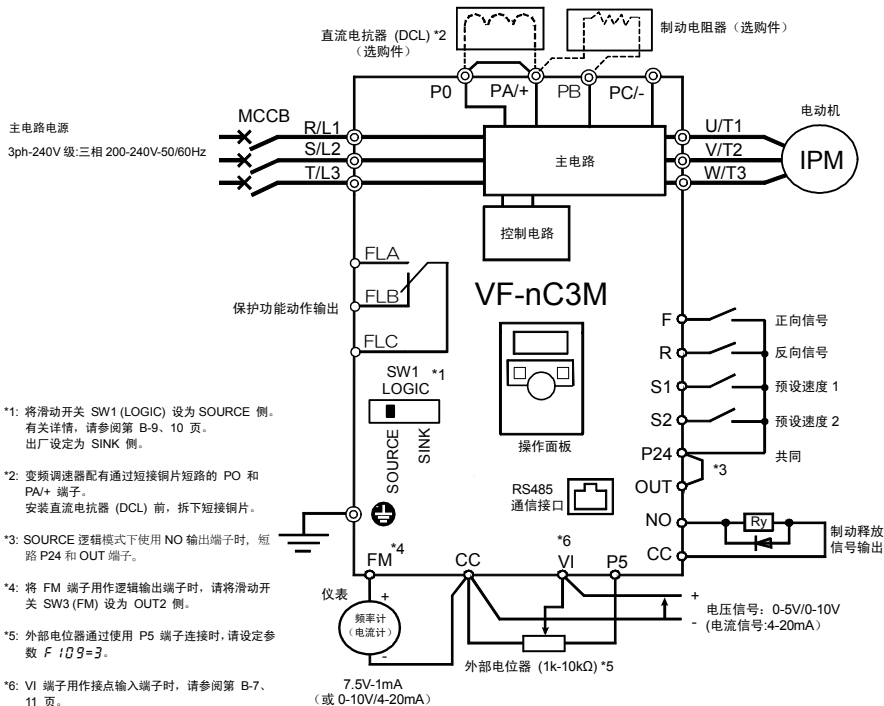 直流电抗器 (DCL) *2
（选购件）
制动电阻器（选购件）
P0
PA/+
PB
PC/-
主电路电源
3ph-240V 级:三相 200-240V-50/60Hz
MCCB
R/L1
S/L2
T/L3
主电路
控制电路
U/T1
V/T2
W/T3
电动机
IPM
FLA
FLB
FLC
保护功能动作输出
VF-nC3M
SW1 *1
LOGIC
SOURCE
SINK
操作面板
RS485
通信接口
F
正向信号
R
反向信号
S1
预设速度 1
S2
预设速度 2
P24
共同
*3
OUT
NO
Ry
CC
制动释放
信号输出
*1: 将滑动开关 SW1 (LOGIC) 设为 SOURCE 侧。
有关详情，请参阅第 B-9、10 页。
出厂设定为 SINK 侧。
*2: 变频调速器配有通过短接铜片短路的 PO 和
PA/+ 端子。
安装直流电抗器 (DCL) 前，拆下短接铜片。
*3: SOURCE 逻辑模式下使用 NO 输出端子时，短
路 P24 和 OUT 端子。
*4: 将 FM 端子用作逻辑输出端子时，请将滑动开
关 SW3 (FM) 设为 OUT2 侧。
*5: 外部电位器通过使用 P5 端子连接时,请设定参
数 F109=3。
*6: VI 端子用作接点输入端子时，请参阅第 B-7、
11 页。
FM
*4
CC
*6
VI
P5
仪表
+
频率计
（电流计）
-
7.5V-1mA
（或 0-10V/4-20mA）
外部电位器 (1k-10kΩ) *5
+
-
电压信号：0-5V/0-10V
(电流信号:4-20mA）